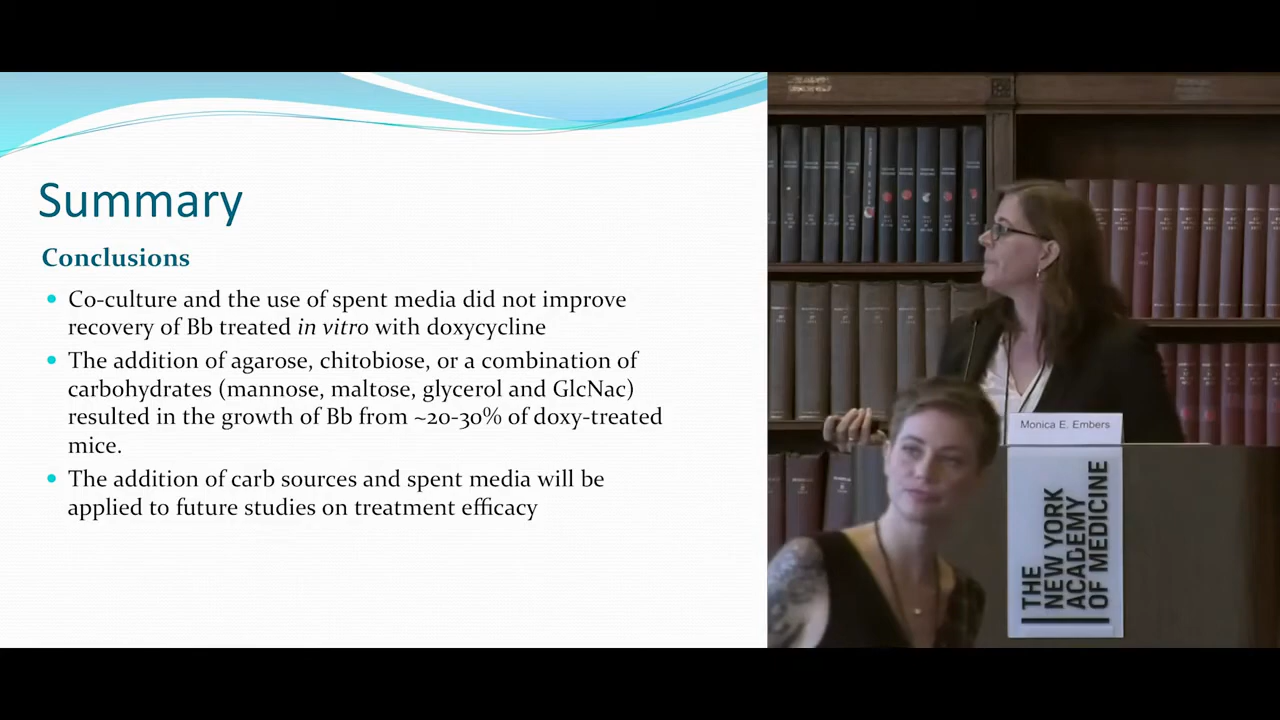 Summary
Conclusions
Co-culture and the use of spent media did not improve
recovery of Bb treated in vitro with doxycycline
The addition of agarose, chitobiose, or a combination of
carbohydrates (mannose, maltose, glycerol and GlcNac)
resulted in the growth of Bb from ~20-30% of doxy-treated
mice.
The addition of carb sources and spent media will be
applied to future studies on treatment efficacy
Monica E. Embers
THE
NEW YORK
ACADEMY
OF MEDICINE